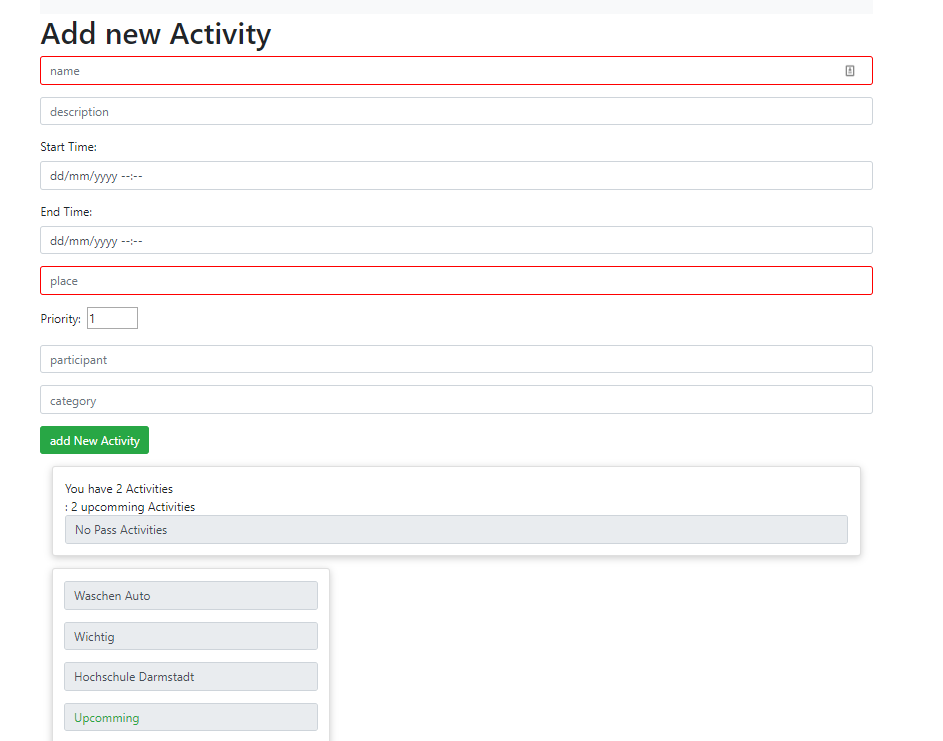 Add new Activity
name
description
Start Time:
dd/mm/yyyy --:--
End Time:
dd/mm/yyyy --:--
place
Priority: 1
participant
category
add New Activity
You have 2 Activities
: 2 upcomming Activities
No Pass Activities
Waschen Auto
Wichtig
Hochschule Darmstadt
Upcomming